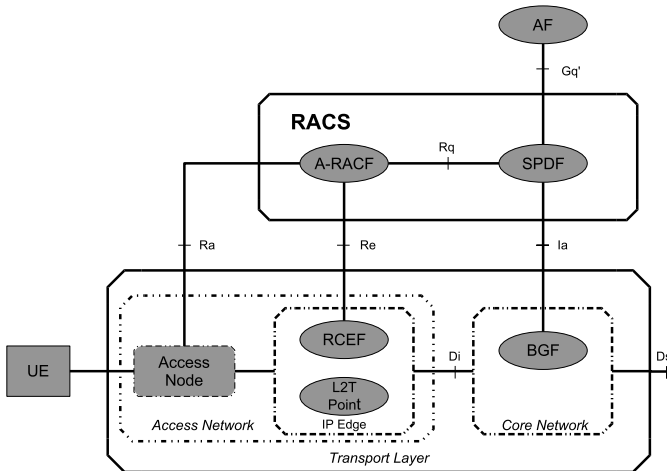 AF
Gq'
RACS
A-RACF
Rq
SPDF
Ra
Re
Ia
RCEF
BGF
UE
Access
Node
Di
Ds
L2T
Point
IP Edge
Access Network
Core Network
Transport Layer